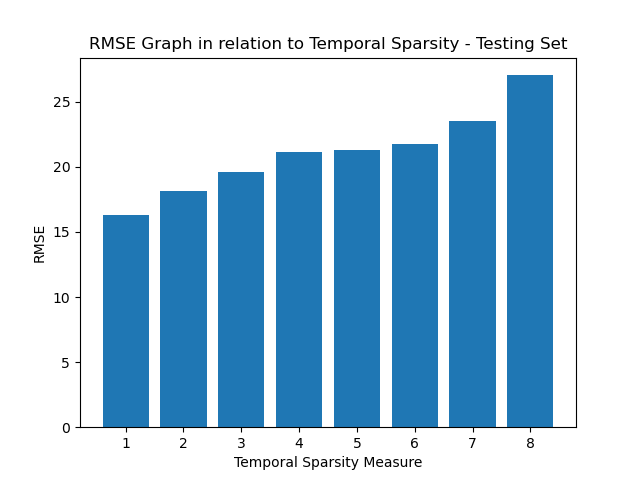 RMSE Graph in relation to Temporal Sparsity - Testing Set
25
20
15
10
5
0
RMSE
1 2 3 4 5 6 7 8
Temporal Sparsity Measure